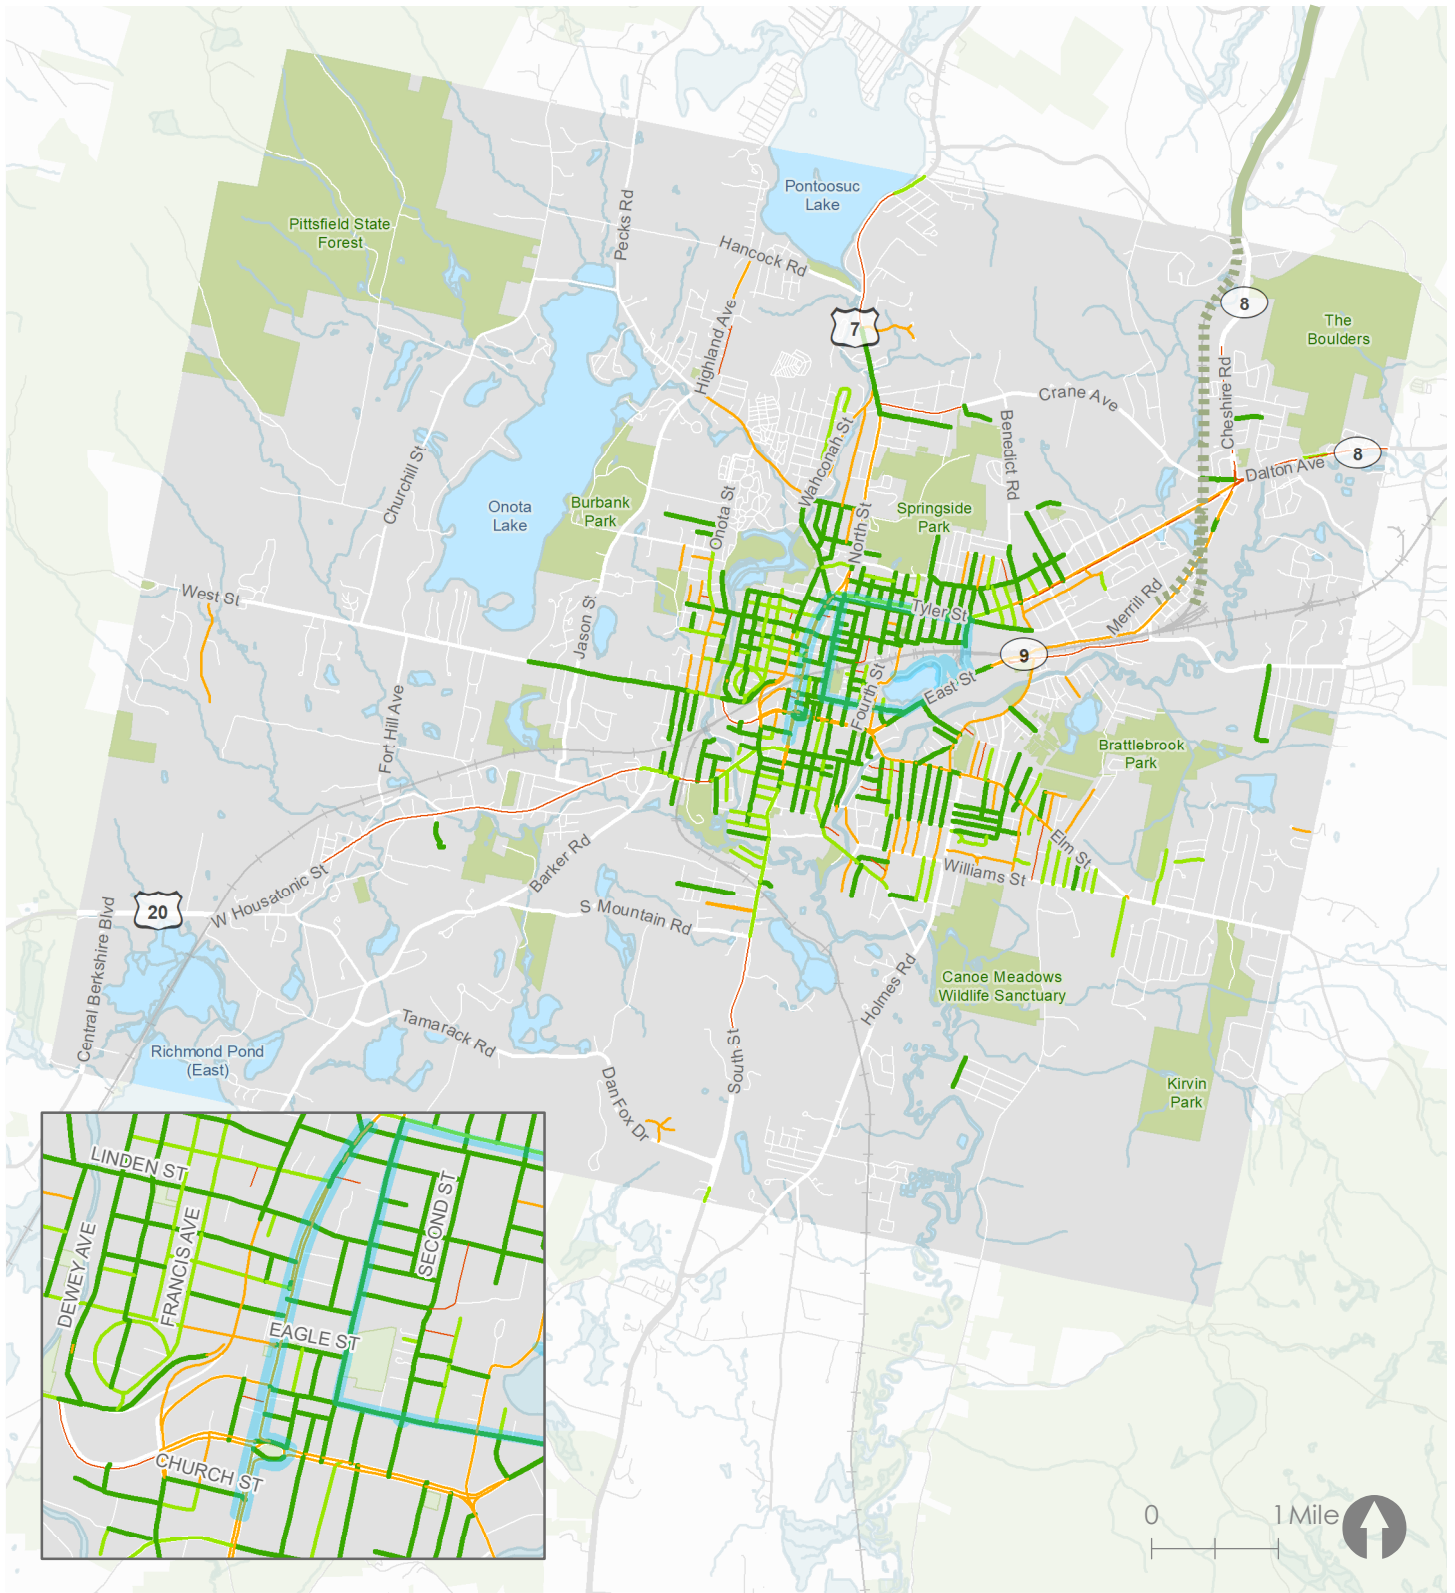 Pontoosuc
Lake
Pittsfield State
Forest
Pecks Rd
Hancock Rd
8
7
The
Boulders
Highland Ave
Cheshire Rd
Crane Ave
Benedict Rd
Churchill St
Wahconah St
8
Dalton Ave
Onota
Lake
Burbank
Park
Onota St
North St
Springside
Park
West St
Jason St
Tyler St
Merrill Rd
9
Fort Hill Ave
Fourth St
East St
Brattlebrook
Park
Elm St
Barker Rd
Williams St
W Housatonic St
20
S Mountain Rd
Central Berkshire Blvd
Holmes Rd
Canoe Meadows
Wildlife Sanctuary
Tamarack Rd
Richmond Pond
(East)
South St
Dan Fox Dr
Kirvin
Park
LINDEN ST
SECOND ST
DEWEY AVE
FRANCIS AVE
EAGLE ST
CHURCH ST
0 1 Mile